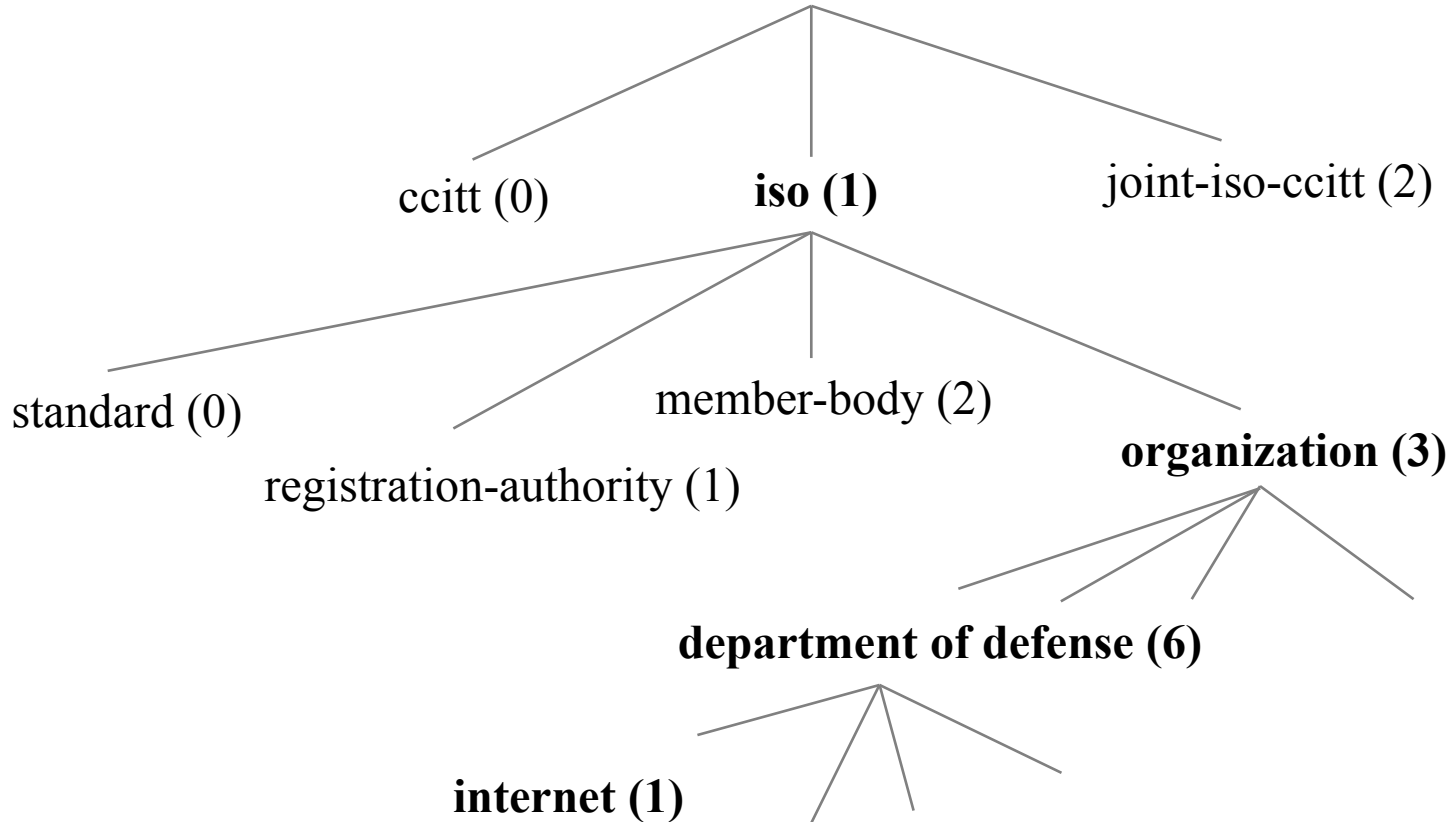 ccitt (0)
iso (1)
joint-iso-ccitt (2)
standard (0)
registration-authority (1)
member-body (2)
organization (3)
department of defense (6)
internet (1)